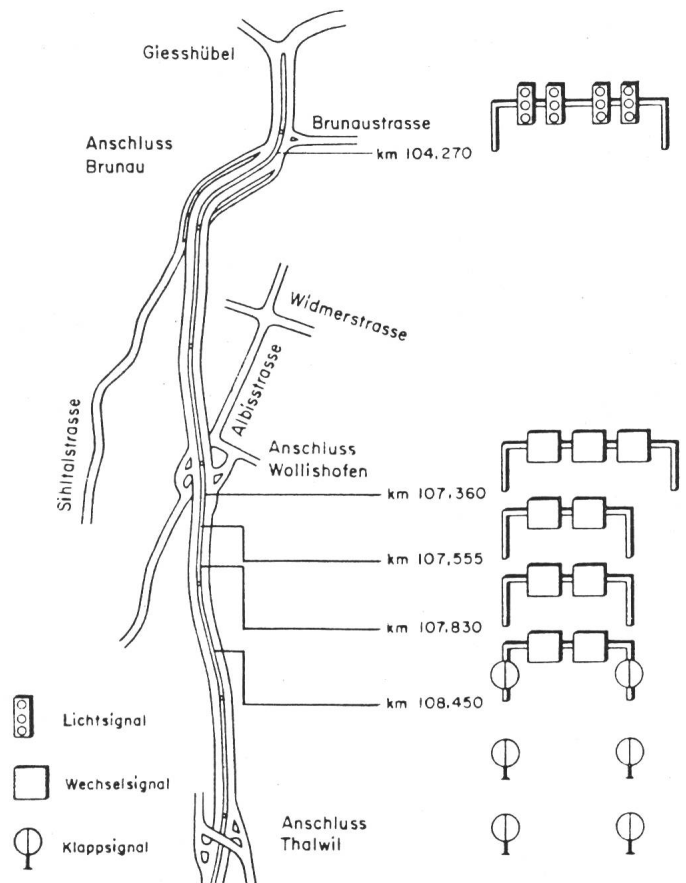 Giesshübel
Brunaustrasse
Anschluss
Brunau
km 104,270
Widmerstrasse
Albisstrasse
Sihltalstrasse
Anschluss
Wollishofen
km 107,360
km 107,555
km 107,830
km 108,450
Lichtsignal
Wechselsignal
Klappsignal
Anschluss
Thalwil